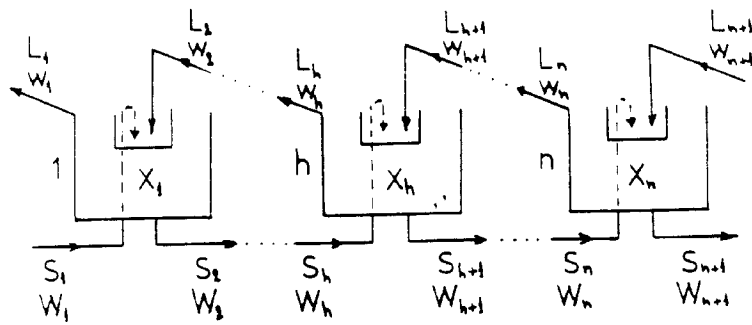 L₁
W₁
L₂
W₂
Lₕ
Wₕ
Lₕ₊₁
Wₕ₊₁
Lₙ
Wₙ
Lₙ₊₁
Wₙ₊₁
1 X₁ h Xₕ n Xₙ
S₁ S₂ Sₕ Sₕ₊₁ Sₙ Sₙ₊₁
W₁ W₂ Wₕ Wₕ₊₁ Wₙ Wₙ₊₁